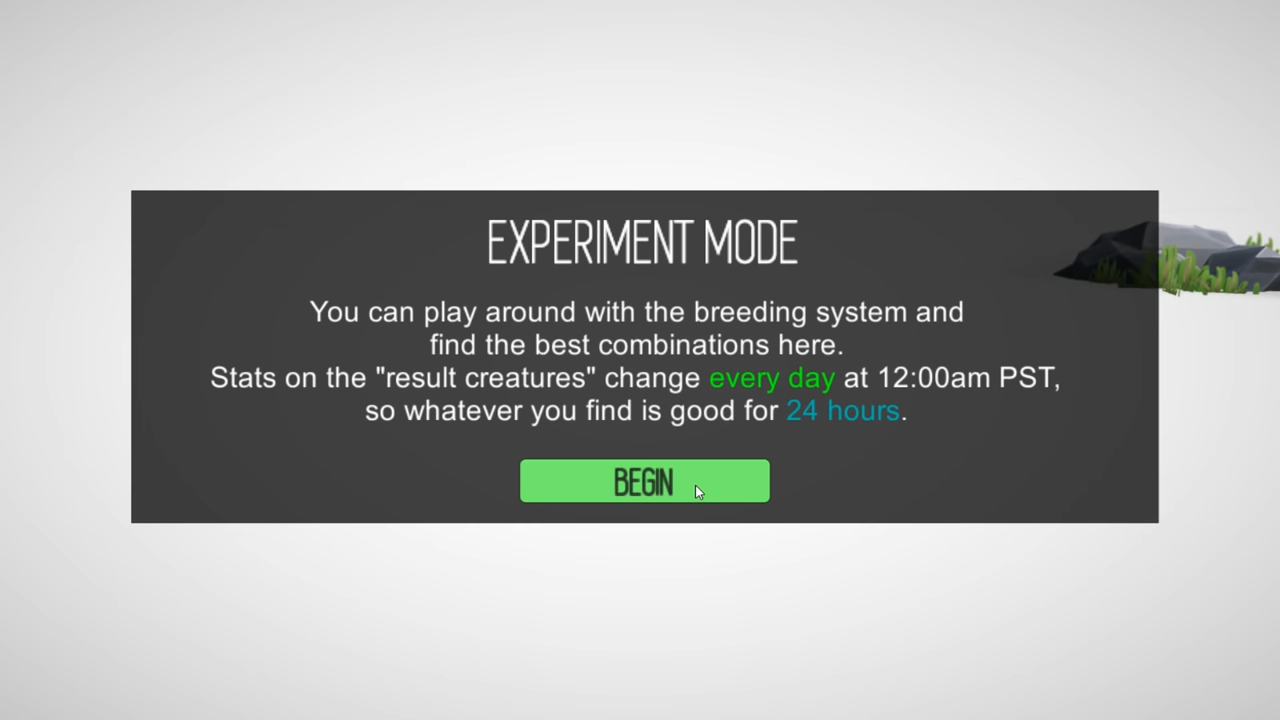 EXPERIMENT MODE
You can play around with the breeding system and
find the best combinations here.
Stats on the "result creatures" change every day at 12:00am PST,
so whatever you find is good for 24 hours.
BEGIN